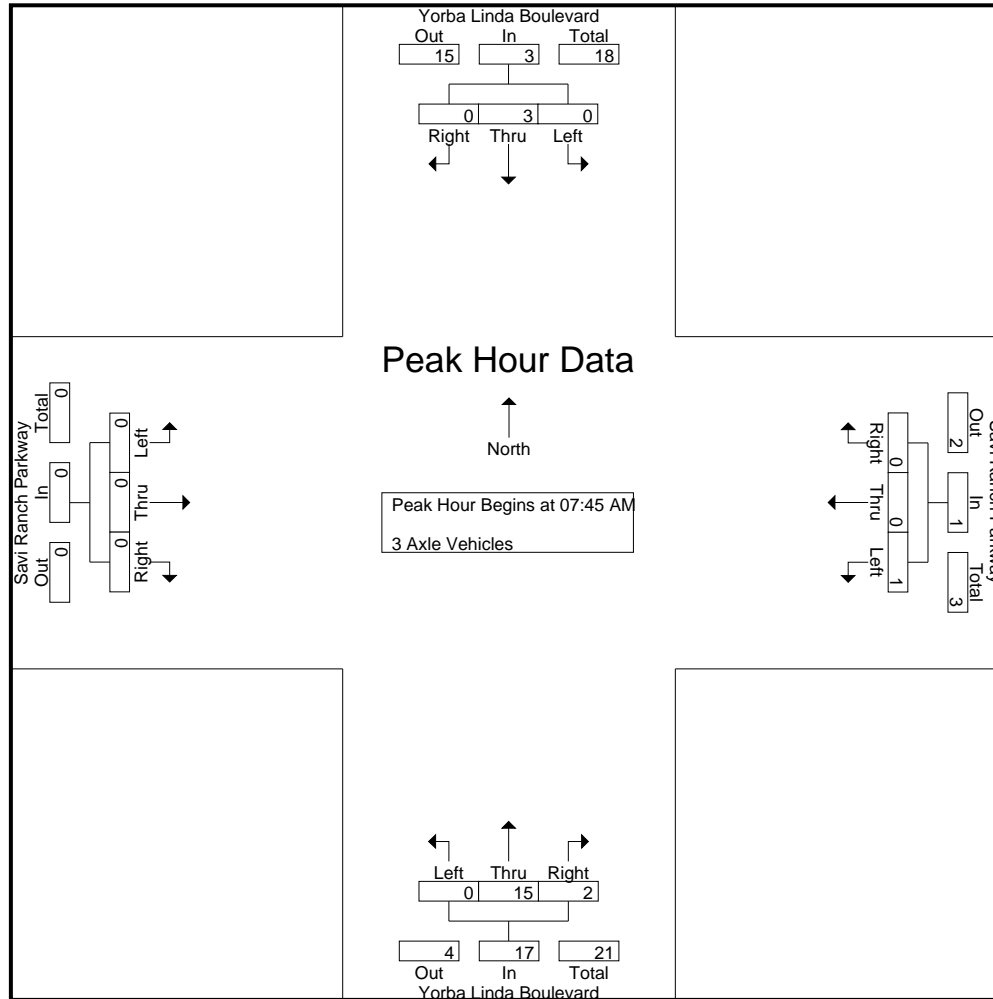 Yorba Linda Boulevard
Out In Total
15 3 18
0 3 0
Right Thru Left
Peak Hour Data
North
Peak Hour Begins at 07:45 AM
3 Axle Vehicles
Savi Ranch Parkway
Total In Out
0 0 0
0 0 0
Left Thru Right
Right Thru Left
0 0 1
2 1 3
Out In Total
Left Thru Right
0 15 2
4 17 21
Out In Total
Yorba Linda Boulevard